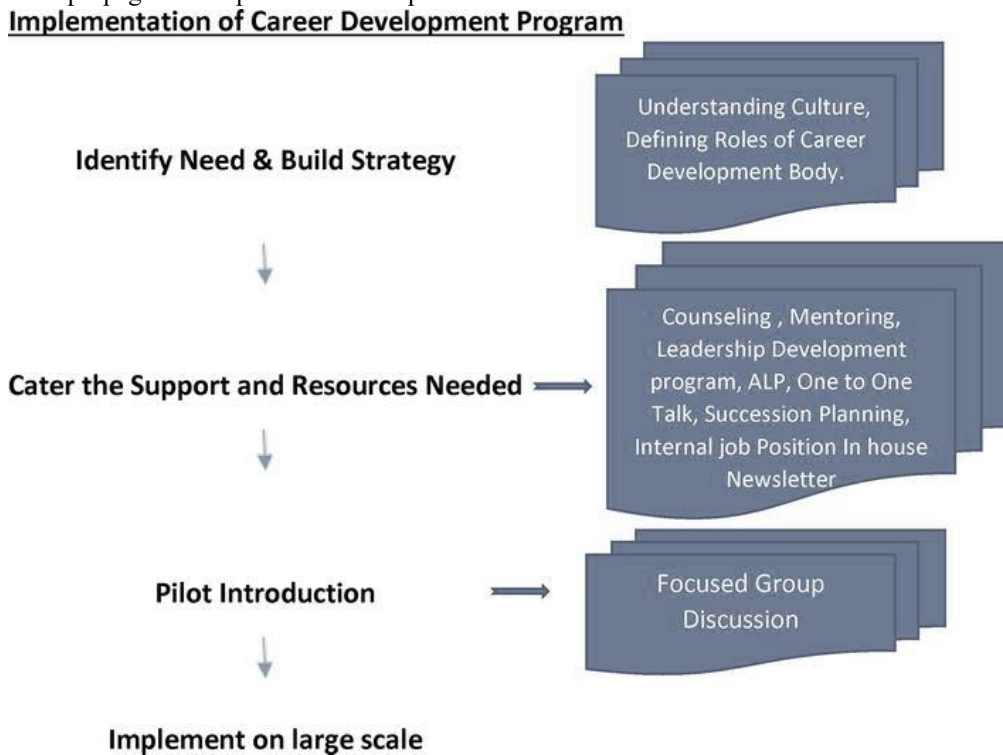 Implementation of Career Development Program
Understanding Culture,
Defining Roles of Career
Development Body.
Identify Need & Build Strategy
Counseling , Mentoring,
Leadership Development
program, ALP, One to One
Talk, Succession Planning,
Internal job Position In house
Newsletter
Cater the Support and Resources Needed
Focused Group
Discussion
Pilot Introduction
Implement on large scale